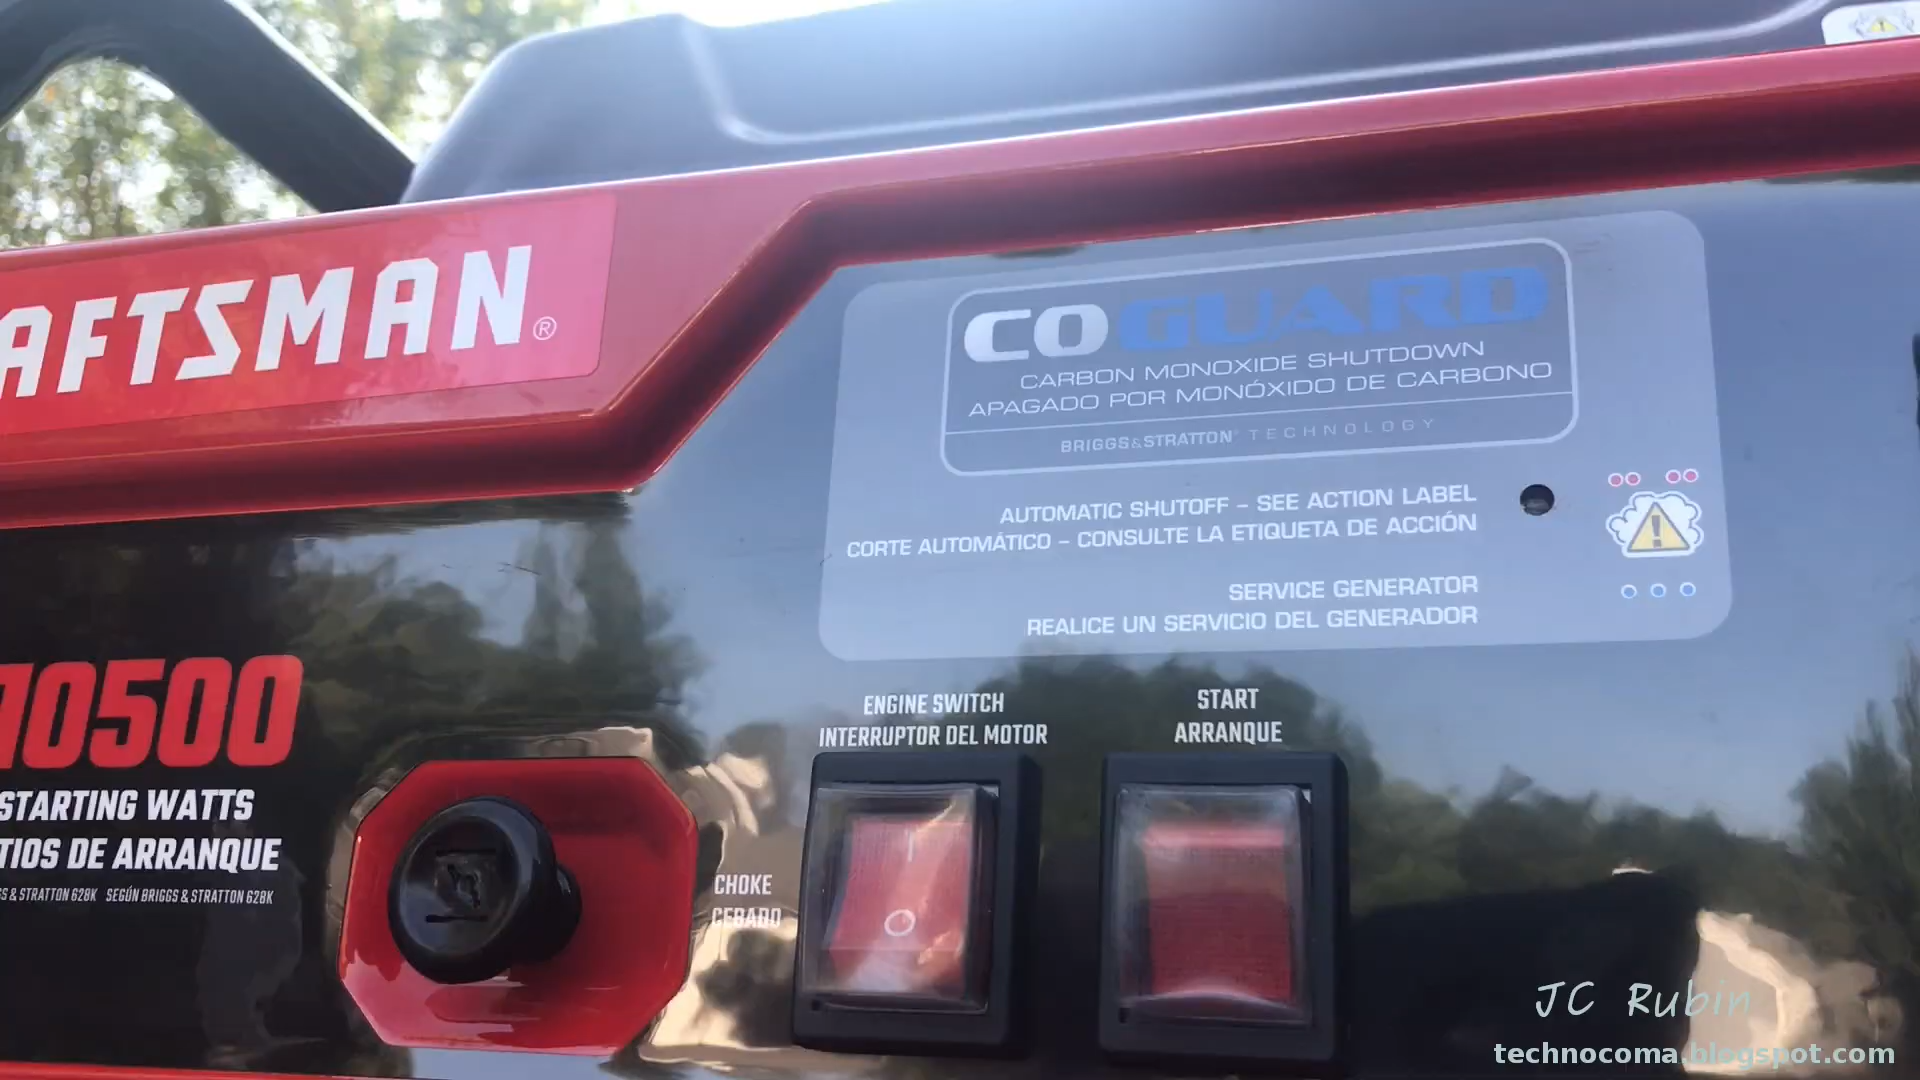 AFTSMAN®
COGUARD
CARBON MONOXIDE SHUTDOWN
APAGADO POR MONÓXIDO DE CARBONO
BRIGGS&STRATTON® TECHNOLOGY
AUTOMATIC SHUTOFF – SEE ACTION LABEL
CORTE AUTOMÁTICO – CONSULTE LA ETIQUETA DE ACCIÓN
SERVICE GENERATOR
REALICE UN SERVICIO DEL GENERADOR
10500
STARTING WATTS
TIOS DE ARRANQUE
GS & STRATTON 628K SEGÚN BRIGGS & STRATTON 628K
CHOKE
CEBADO
ENGINE SWITCH
INTERRUPTOR DEL MOTOR
START
ARRANQUE
JC Rubin
technocoma.blogspot.com